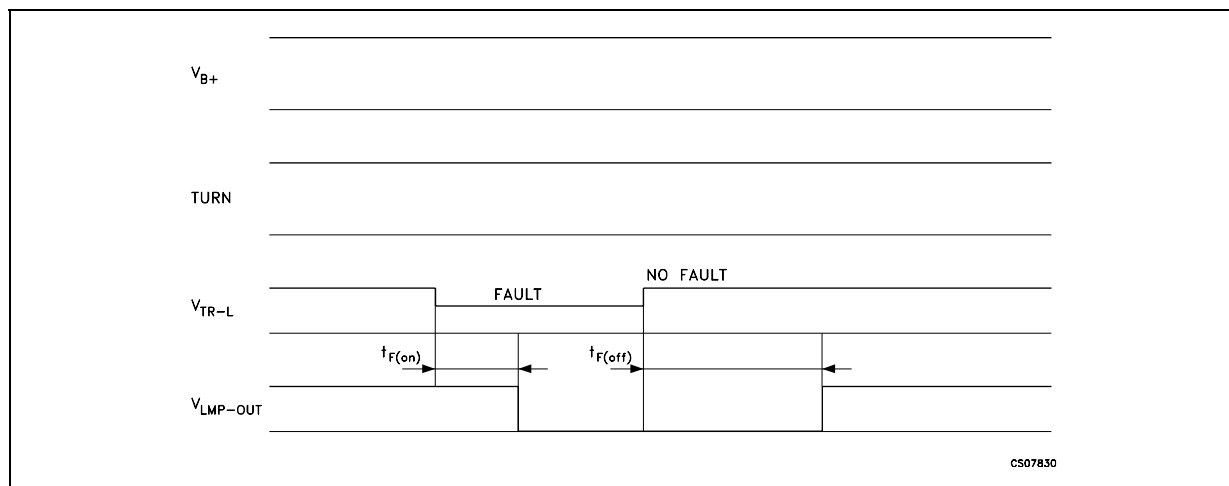 V_B+
TURN
NO FAULT
V_TR-L
FAULT
t_F(on)
t_F(off)
V_LMP-OUT
CS07830